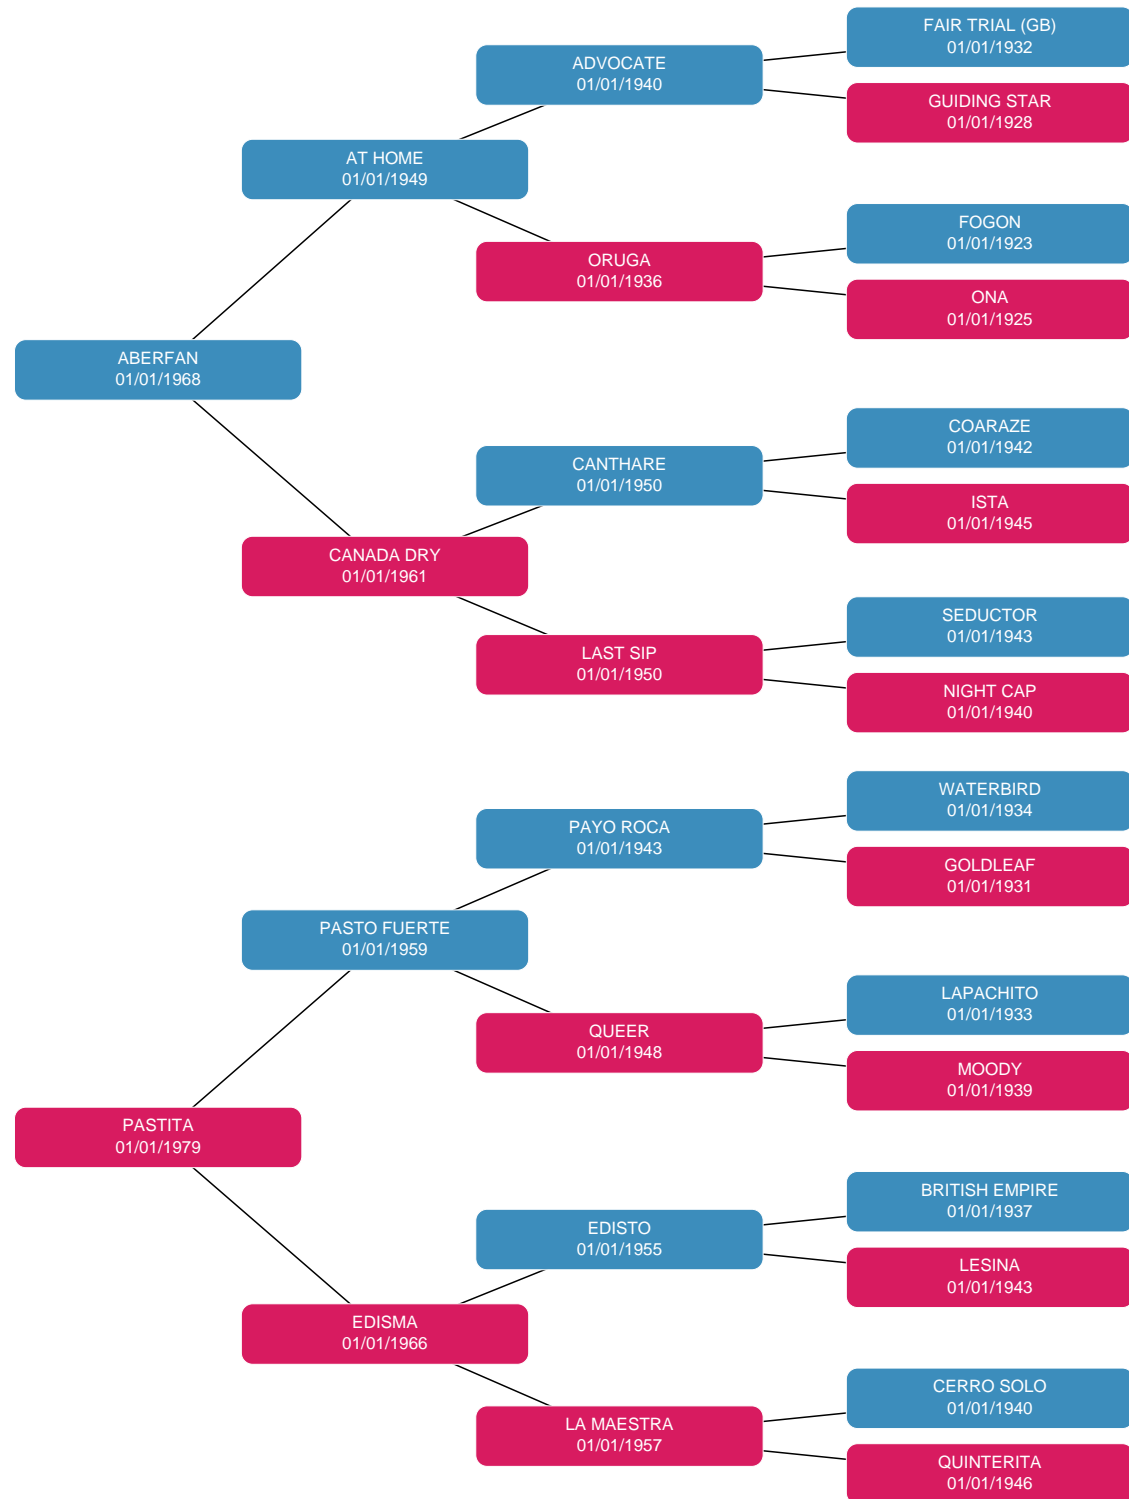 FAIR TRIAL (GB)
01/01/1932
ADVOCATE
01/01/1940
GUIDING STAR
01/01/1928
AT HOME
01/01/1949
FOGON
01/01/1923
ORUGA
01/01/1936
ONA
01/01/1925
ABERFAN
01/01/1968
COARAZE
01/01/1942
CANTHARE
01/01/1950
ISTA
01/01/1945
CANADA DRY
01/01/1961
SEDUCTOR
01/01/1943
LAST SIP
01/01/1950
NIGHT CAP
01/01/1940
WATERBIRD
01/01/1934
PAYO ROCA
01/01/1943
GOLDLEAF
01/01/1931
PASTO FUERTE
01/01/1959
LAPACHITO
01/01/1933
QUEER
01/01/1948
MOODY
01/01/1939
PASTITA
01/01/1979
BRITISH EMPIRE
01/01/1937
EDISTO
01/01/1955
LESINA
01/01/1943
EDISMA
01/01/1966
CERRO SOLO
01/01/1940
LA MAESTRA
01/01/1957
QUINTERITA
01/01/1946